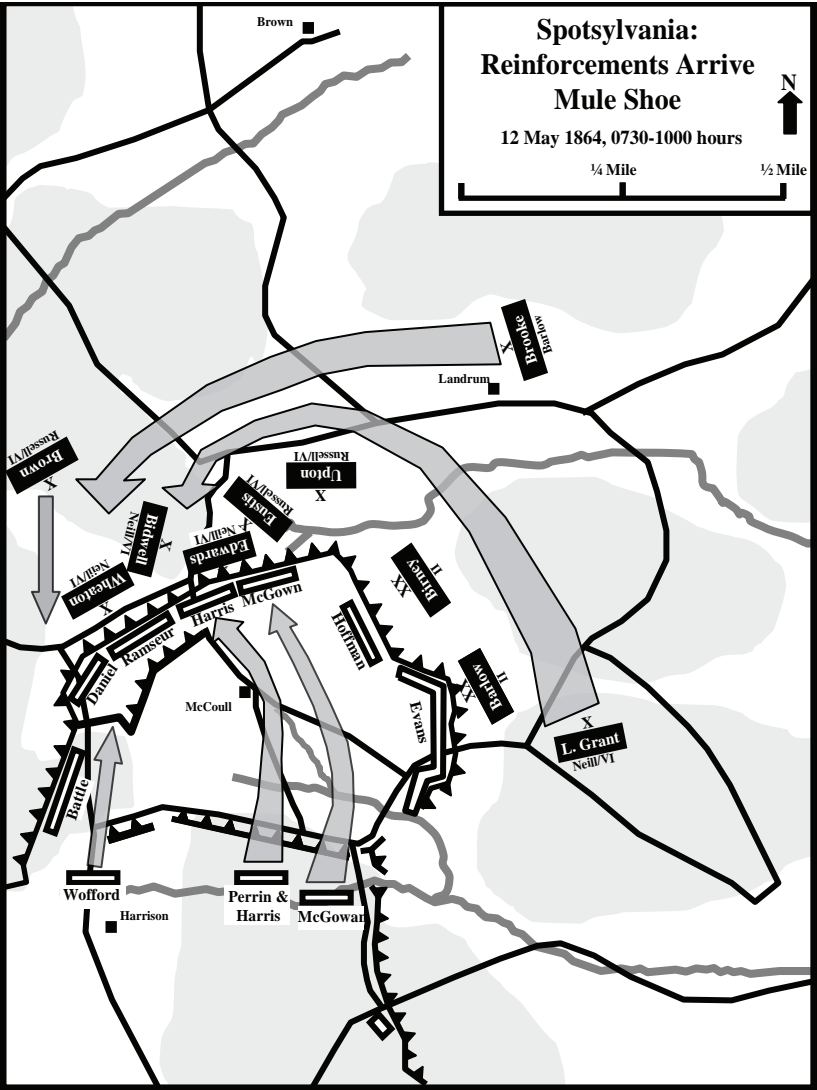 Spotsylvania:
Reinforcements Arrive
Mule Shoe
12 May 1864, 0730-1000 hours
N
¼ Mile
½ Mile
Brown
Brooke
Barlow
X
Landrum
Brown
Russell/VI
X
Upton
Russell/VI
X
Eustis
Russell/VI
X
Bidwell
Neil/VI
X
Edwards
Neil/VI
X
Wheaton
Neil/VI
X
Birney
II
XX
Barlow
II
XX
X
L. Grant
Neill/VI
McGown
Harris
Ramseur
Daniel
Hoffman
Evans
McCoull
Battle
Wofford
Perrin &
Harris
McGowan
Harrison